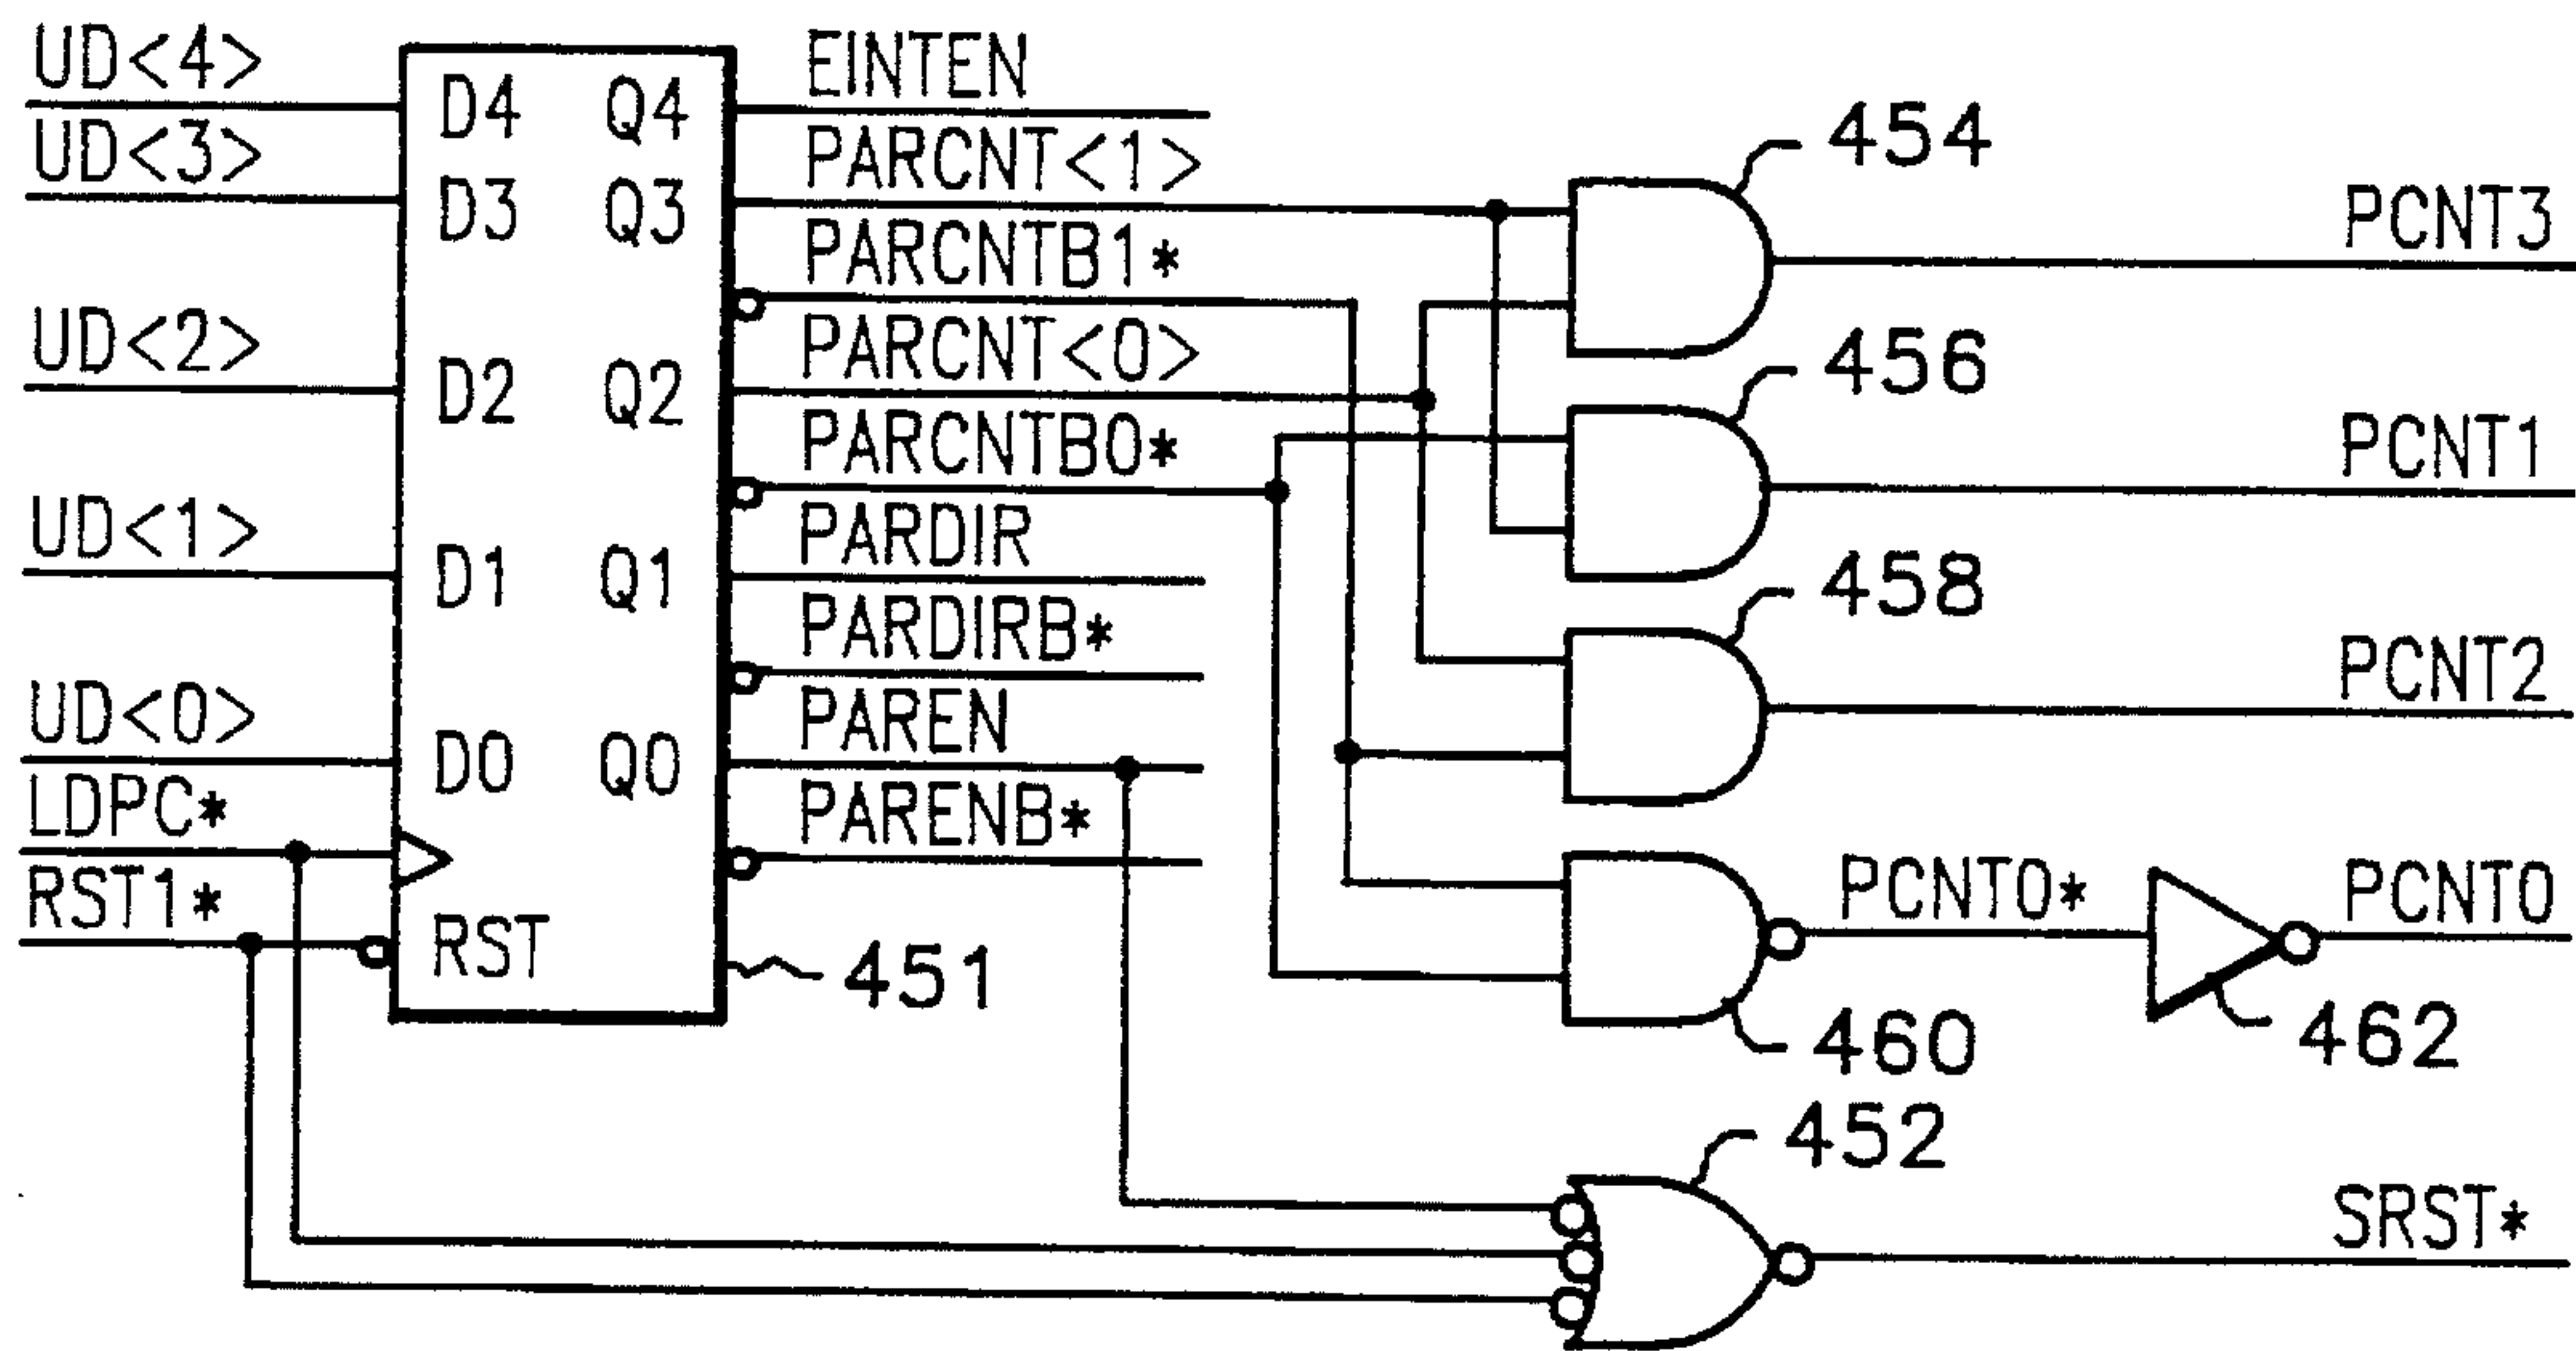 UD<4>
UD<3>
UD<2>
UD<1>
UD<0>
LDPC*
RST1*
D4 Q4
D3 Q3
D2 Q2
D1 Q1
D0 Q0
RST
451
EINTEN
PARCNT<1>
PARCNTB1*
PARCNT<0>
PARCNTB0*
PARDIR
PARDIRB*
PAREN
PARENB*
454
PCNT3
456
PCNT1
458
PCNT2
460
PCNT0*
462
PCNT0
452
SRST*